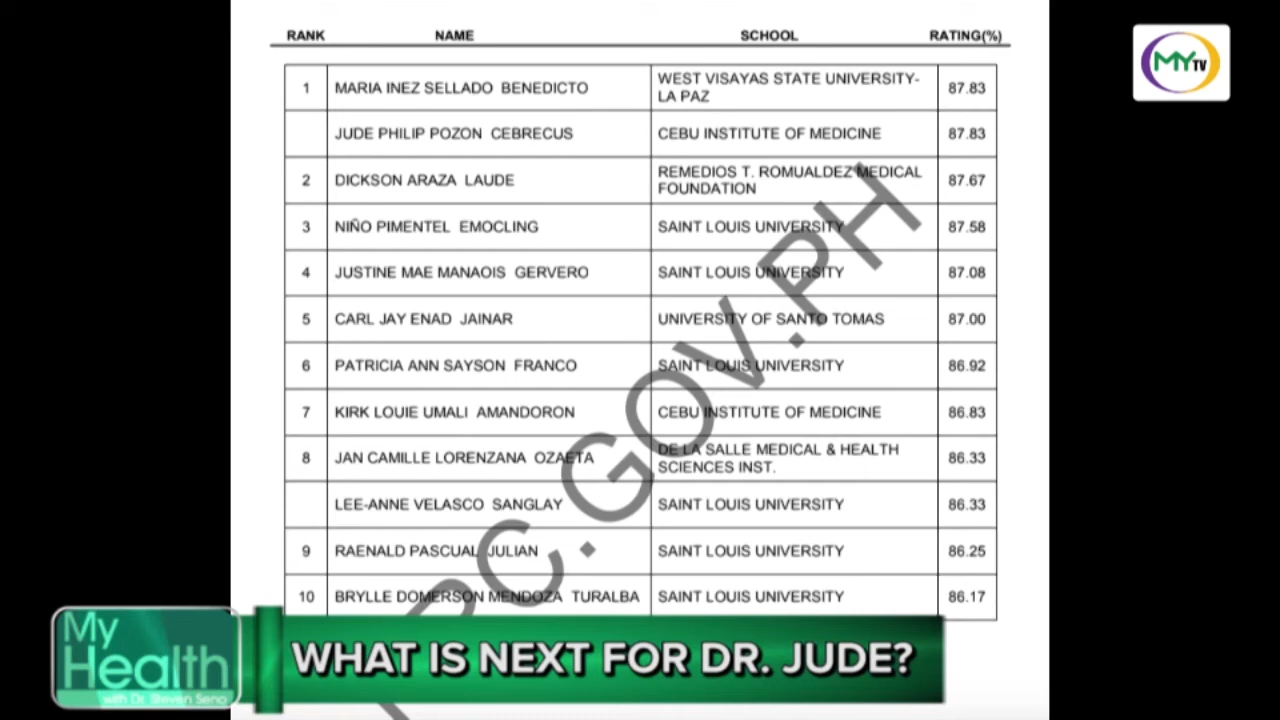 RANK NAME SCHOOL RATING(%)
MY TV
1 MARIA INEZ SELLADO BENEDICTO WEST VISAYAS STATE UNIVERSITY-
LA PAZ 87.83
JUDE PHILIP POZON CEBRECUS CEBU INSTITUTE OF MEDICINE 87.83
2 DICKSON ARAZA LAUDE REMEDIOS T. ROMUALDEZ MEDICAL
FOUNDATION 87.67
3 NIÑO PIMENTEL EMOCLING SAINT LOUIS UNIVERSITY 87.58
4 JUSTINE MAE MANAOIS GERVERO SAINT LOUIS UNIVERSITY 87.08
5 CARL JAY ENAD JAINAR UNIVERSITY OF SANTO TOMAS 87.00
6 PATRICIA ANN SAYSON FRANCO SAINT LOUIS UNIVERSITY 86.92
7 KIRK LOUIE UMALI AMANDORON CEBU INSTITUTE OF MEDICINE 86.83
8 JAN CAMILLE LORENZANA OZAETA DE LA SALLE MEDICAL & HEALTH
SCIENCES INST. 86.33
LEE-ANNE VELASCO SANGLAY SAINT LOUIS UNIVERSITY 86.33
9 RAENALD PASCUAL JULIAN SAINT LOUIS UNIVERSITY 86.25
10 BRYLLE DOMERSON MENDOZA TURALBA SAINT LOUIS UNIVERSITY 86.17
RC.GOV.PH
My
Health
with Dr. Steven Seno
WHAT IS NEXT FOR DR. JUDE?